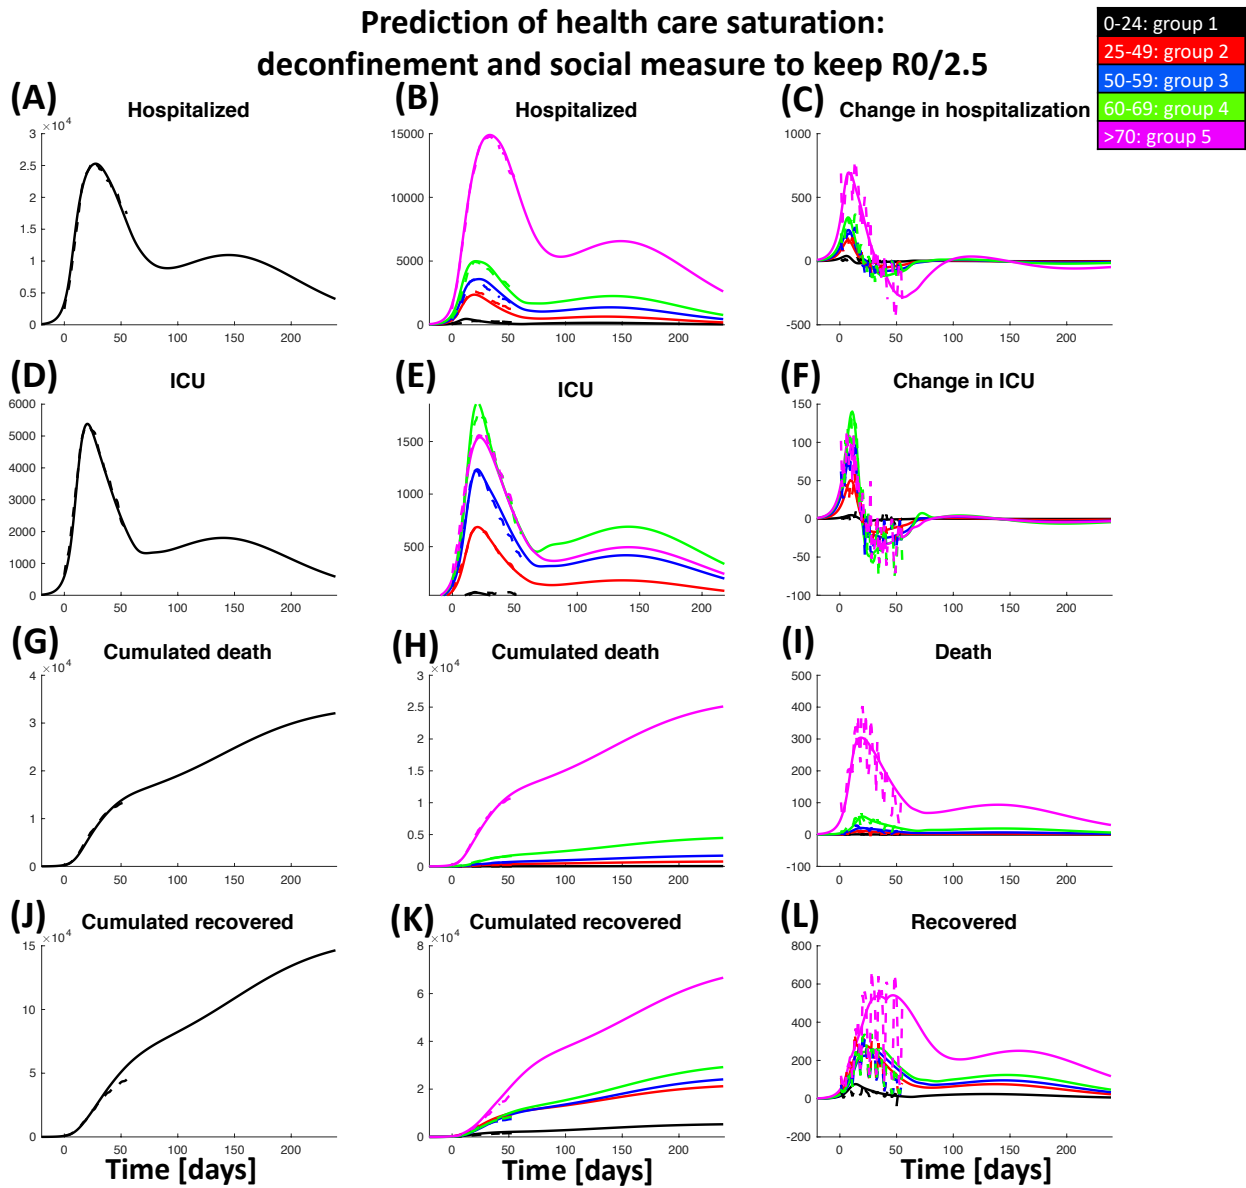 Prediction of health care saturation:
deconfinement and social measure to keep R0/2.5
0-24: group 1
25-49: group 2
50-59: group 3
60-69: group 4
>70: group 5
(A)
Hospitalized
×10⁴
3
2.5
2
1.5
1
0.5
0
0 50 100 150 200
(B)
Hospitalized
15000
10000
5000
0
0 50 100 150 200
(C)
Change in hospitalization
1000
500
0
-500
0 50 100 150 200
(D)
ICU
6000
5000
4000
3000
2000
1000
0
0 50 100 150 200
(E)
ICU
1500
1000
500
0 50 100 150 200
(F)
Change in ICU
150
100
50
0
-50
-100
0 50 100 150 200
(G)
Cumulated death
×10⁴
4
3
2
1
0
0 50 100 150 200
(H)
Cumulated death
×10⁴
3
2.5
2
1.5
1
0.5
0
0 50 100 150 200
(I)
Death
500
400
300
200
100
0
-100
0 50 100 150 200
(J)
Cumulated recovered
×10⁴
15
10
5
0
0 50 100 150 200
Time [days]
(K)
Cumulated recovered
×10⁴
8
6
4
2
0
0 50 100 150 200
Time [days]
(L)
Recovered
800
600
400
200
0
-200
0 50 100 150 200
Time [days]